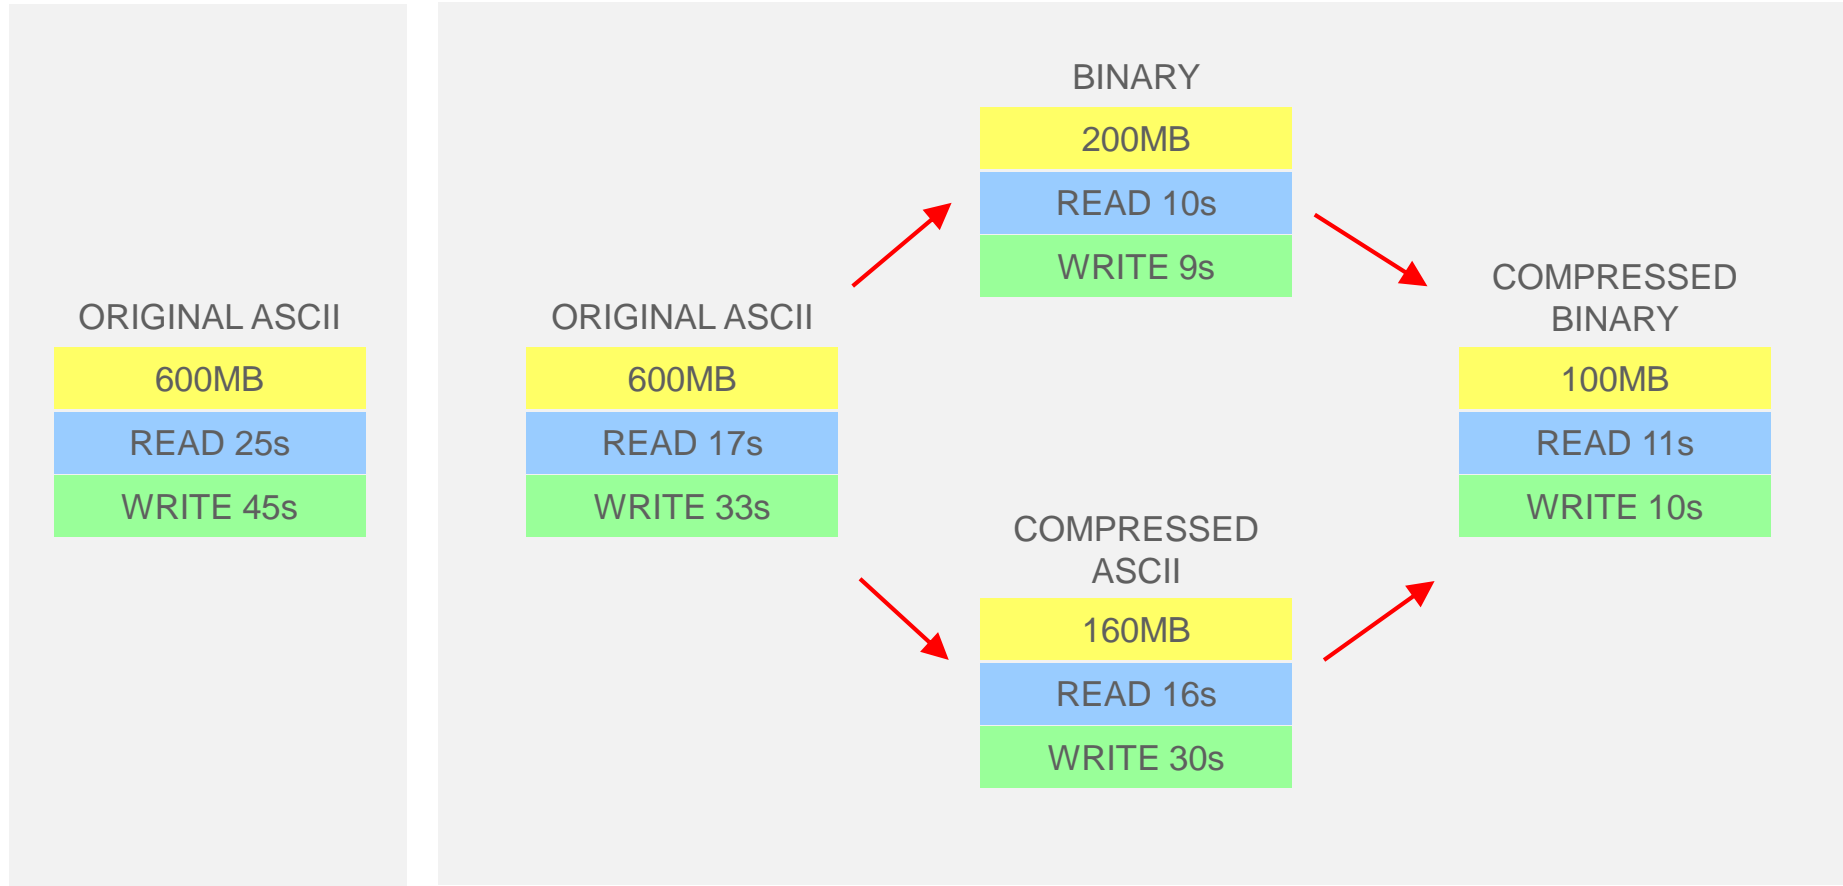 ORIGINAL ASCII
600MB
READ 25s
WRITE 45s
ORIGINAL ASCII
600MB
READ 17s
WRITE 33s
BINARY
200MB
READ 10s
WRITE 9s
COMPRESSED
ASCII
160MB
READ 16s
WRITE 30s
COMPRESSED
BINARY
100MB
READ 11s
WRITE 10s